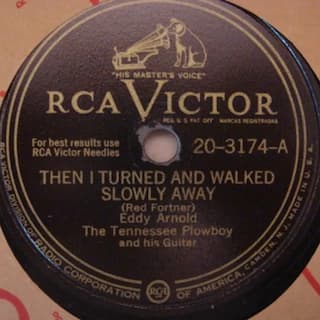 "HIS MASTER'S VOICE"
RCA VICTOR
REG. U.S. PAT. OFF. MARCAS REGISTRADAS
For best results use
RCA Victor Needles
20-3174-A
THEN I TURNED AND WALKED
SLOWLY AWAY
(Red Fortner)
Eddy Arnold
The Tennessee Plowboy
and his Guitar
RCA VICTOR DIVISION OF RADIO CORPORATION OF AMERICA, CAMDEN, N.J. MADE IN U.S.A.
RCA